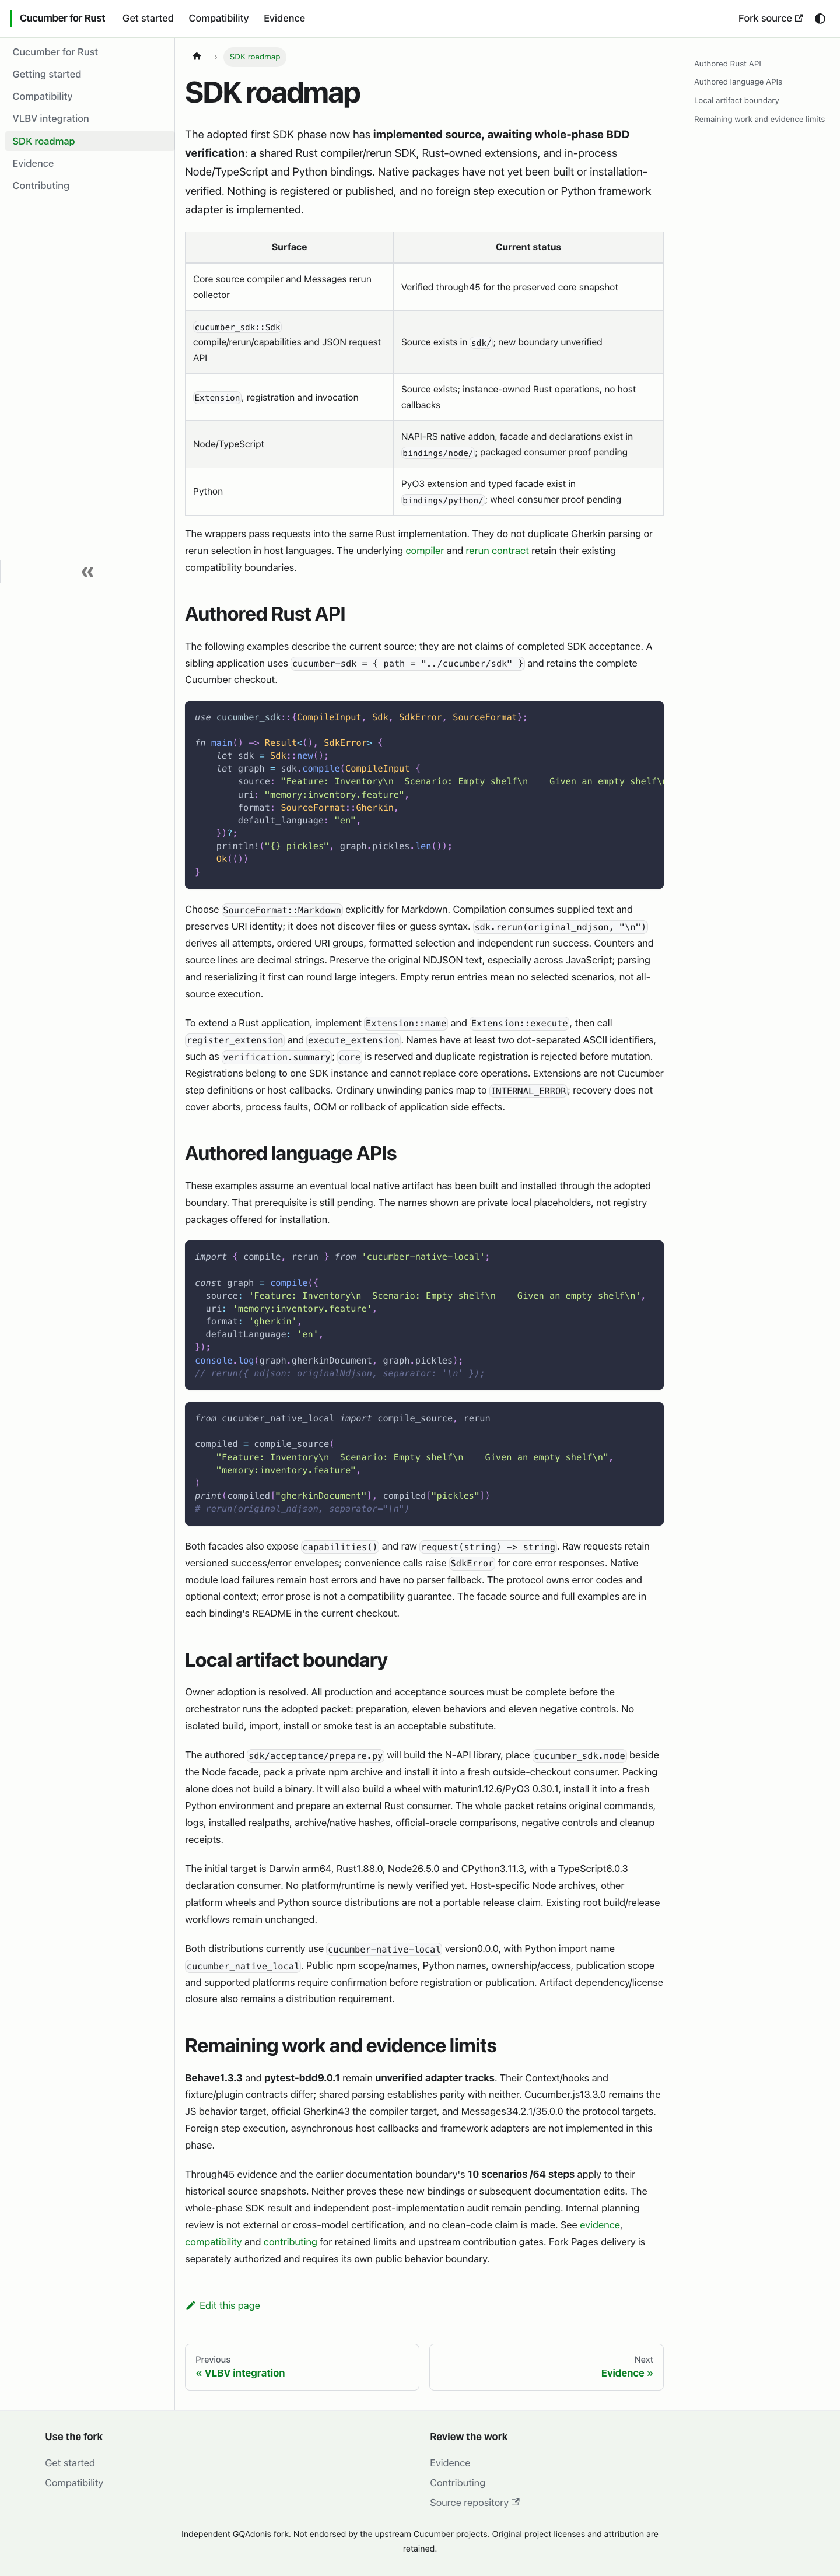 Cucumber for Rust
Get started
Compatibility
Evidence
Fork source
Cucumber for Rust
Getting started
Compatibility
VLBV integration
SDK roadmap
Evidence
Contributing
SDK roadmap
Authored Rust API
Authored language APIs
Local artifact boundary
Remaining work and evidence limits
SDK roadmap
The adopted first SDK phase now has implemented source, awaiting whole-phase BDD
verification: a shared Rust compiler/rerun SDK, Rust-owned extensions, and in-process
Node/TypeScript and Python bindings. Native packages have not yet been built or installation-
verified. Nothing is registered or published, and no foreign step execution or Python framework
adapter is implemented.
Surface
Current status
Core source compiler and Messages rerun
collector
Verified through45 for the preserved core snapshot
cucumber_sdk::Sdk
compile/rerun/capabilities and JSON request
API
Source exists in sdk/; new boundary unverified
Extension, registration and invocation
Source exists; instance-owned Rust operations, no host
callbacks
Node/TypeScript
NAPI-RS native addon, facade and declarations exist in
bindings/node/; packaged consumer proof pending
Python
PyO3 extension and typed facade exist in
bindings/python/; wheel consumer proof pending
The wrappers pass requests into the same Rust implementation. They do not duplicate Gherkin parsing or
rerun selection in host languages. The underlying compiler and rerun contract retain their existing
compatibility boundaries.
Authored Rust API
The following examples describe the current source; they are not claims of completed SDK acceptance. A
sibling application uses cucumber-sdk = { path = "../cucumber/sdk" } and retains the complete
Cucumber checkout.
use cucumber_sdk::{CompileInput, Sdk, SdkError, SourceFormat};
fn main() -> Result<(), SdkError> {
let sdk = Sdk::new();
let graph = sdk.compile(CompileInput {
source: "Feature: Inventory\n  Scenario: Empty shelf\n    Given an empty shelf\
uri: "memory:inventory.feature",
format: SourceFormat::Gherkin,
default_language: "en",
})?;
println!("{} pickles", graph.pickles.len());
Ok(())
}
Choose SourceFormat::Markdown explicitly for Markdown. Compilation consumes supplied text and
preserves URI identity; it does not discover files or guess syntax. sdk.rerun(original_ndjson, "\n")
derives all attempts, ordered URI groups, formatted selection and independent run success. Counters and
source lines are decimal strings. Preserve the original NDJSON text, especially across JavaScript; parsing
and reserializing it first can round large integers. Empty rerun entries mean no selected scenarios, not all-
source execution.
To extend a Rust application, implement Extension::name and Extension::execute, then call
register_extension and execute_extension. Names have at least two dot-separated ASCII identifiers,
such as verification.summary; core is reserved and duplicate registration is rejected before mutation.
Registrations belong to one SDK instance and cannot replace core operations. Extensions are not Cucumber
step definitions or host callbacks. Ordinary unwinding panics map to INTERNAL_ERROR; recovery does not
cover aborts, process faults, OOM or rollback of application side effects.
Authored language APIs
These examples assume an eventual local native artifact has been built and installed through the adopted
boundary. That prerequisite is still pending. The names shown are private local placeholders, not registry
packages offered for installation.
import { compile, rerun } from 'cucumber-native-local';
const graph = compile({
source: 'Feature: Inventory\n  Scenario: Empty shelf\n    Given an empty shelf\n',
uri: 'memory:inventory.feature',
format: 'gherkin',
defaultLanguage: 'en',
});
console.log(graph.gherkinDocument, graph.pickles);
// rerun({ ndjson: originalNdjson, separator: '\n' });
from cucumber_native_local import compile_source, rerun
compiled = compile_source(
"Feature: Inventory\n  Scenario: Empty shelf\n    Given an empty shelf\n",
"memory:inventory.feature",
)
print(compiled["gherkinDocument"], compiled["pickles"])
# rerun(original_ndjson, separator="\n")
Both facades also expose capabilities() and raw request(string) -> string. Raw requests retain
versioned success/error envelopes; convenience calls raise SdkError for core error responses. Native
module load failures remain host errors and have no parser fallback. The protocol owns error codes and
optional context; error prose is not a compatibility guarantee. The facade source and full examples are in
each binding's README in the current checkout.
Local artifact boundary
Owner adoption is resolved. All production and acceptance sources must be complete before the
orchestrator runs the adopted packet: preparation, eleven behaviors and eleven negative controls. No
isolated build, import, install or smoke test is an acceptable substitute.
The authored sdk/acceptance/prepare.py will build the N-API library, place cucumber_sdk.node beside
the Node facade, pack a private npm archive and install it into a fresh outside-checkout consumer. Packing
alone does not build a binary. It will also build a wheel with maturin1.12.6/PyO3 0.30.1, install it into a fresh
Python environment and prepare an external Rust consumer. The whole packet retains original commands,
logs, installed realpaths, archive/native hashes, official-oracle comparisons, negative controls and cleanup
receipts.
The initial target is Darwin arm64, Rust1.88.0, Node26.5.0 and CPython3.11.3, with a TypeScript6.0.3
declaration consumer. No platform/runtime is newly verified yet. Host-specific Node archives, other
platform wheels and Python source distributions are not a portable release claim. Existing root build/release
workflows remain unchanged.
Both distributions currently use cucumber-native-local version0.0.0, with Python import name
cucumber_native_local. Public npm scope/names, Python names, ownership/access, publication scope
and supported platforms require confirmation before registration or publication. Artifact dependency/license
closure also remains a distribution requirement.
Remaining work and evidence limits
Behave1.3.3 and pytest-bdd9.0.1 remain unverified adapter tracks. Their Context/hooks and
fixture/plugin contracts differ; shared parsing establishes parity with neither. Cucumber.js13.3.0 remains the
JS behavior target, official Gherkin43 the compiler target, and Messages34.2.1/35.0.0 the protocol targets.
Foreign step execution, asynchronous host callbacks and framework adapters are not implemented in this
phase.
Through45 evidence and the earlier documentation boundary's 10 scenarios /64 steps apply to their
historical source snapshots. Neither proves these new bindings or subsequent documentation edits. The
whole-phase SDK result and independent post-implementation audit remain pending. Internal planning
review is not external or cross-model certification, and no clean-code claim is made. See evidence,
compatibility and contributing for retained limits and upstream contribution gates. Fork Pages delivery is
separately authorized and requires its own public behavior boundary.
Edit this page
Previous
« VLBV integration
Next
Evidence »
Use the fork
Get started
Compatibility
Review the work
Evidence
Contributing
Source repository
Independent GQAdonis fork. Not endorsed by the upstream Cucumber projects. Original project licenses and attribution are
retained.